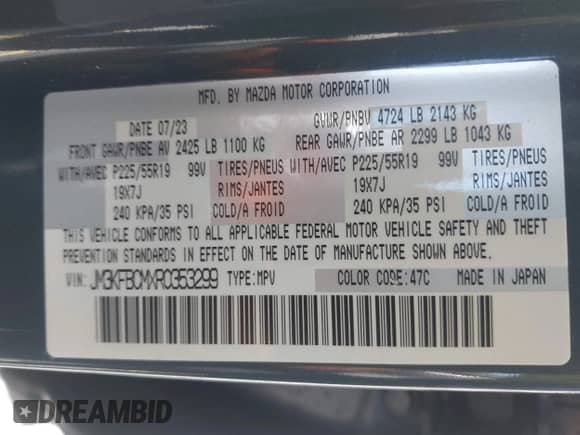 MFD. BY MAZDA MOTOR CORPORATION
DATE 07/23 GVWR/PNBV 4724 LB 2143 KG
FRONT GAWR/PNBE AV 2425 LB 1100 KG REAR GAWR/PNBE AR 2299 LB 1043 KG
WITH/AVEC P225/55R19 99V TIRES/PNEUS WITH/AVEC P225/55R19 99V TIRES/PNEUS
19X7J RIMS/JANTES 19X7J RIMS/JANTES
240 KPA/35 PSI COLD/A FROID 240 KPA/35 PSI COLD/A FROID
THIS VEHICLE CONFORMS TO ALL APPLICABLE FEDERAL MOTOR VEHICLE SAFETY AND THEFT
PREVENTION STANDARDS IN EFFECT ON THE DATE OF MANUFACTURE SHOWN ABOVE.
VIN: JM3KFBCMXR0353299 TYPE:MPV COLOR CODE:47C MADE IN JAPAN
DREAMBID